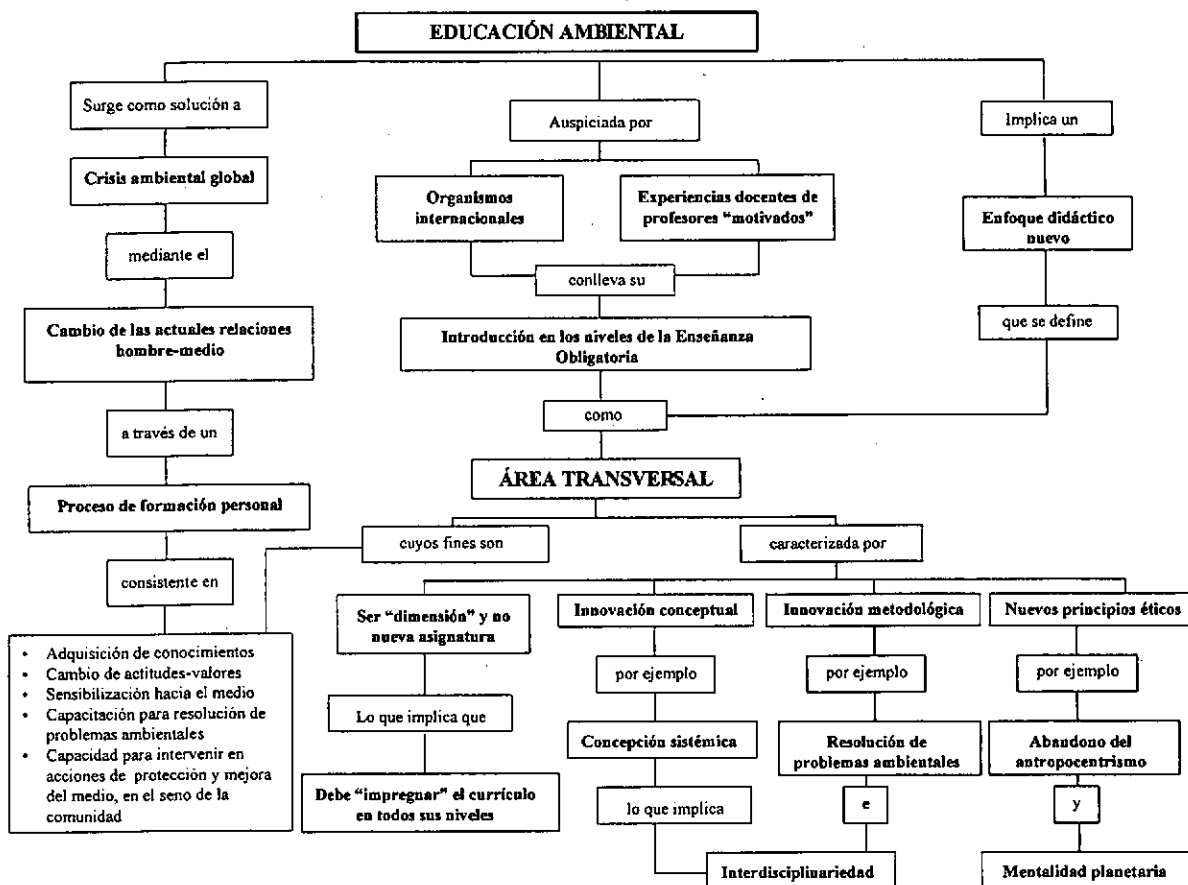 EDUCACIÓN AMBIENTAL
Surge como solución a
Auspiciada por
Implica un
Crisis ambiental global
Organismos
internacionales
Experiencias docentes de
profesores “motivados”
Enfoque didáctico
nuevo
mediante el
conlleva su
Cambio de las actuales relaciones
hombre-medio
Introducción en los niveles de la Enseñanza
Obligatoria
que se define
a través de un
como
Proceso de formación personal
ÁREA TRANSVERSAL
cuyos fines son
caracterizada por
consistente en
Ser “dimensión” y no
nueva asignatura
Innovación conceptual
Innovación metodológica
Nuevos principios éticos
• Adquisición de conocimientos
• Cambio de actitudes-valores
• Sensibilización hacia el medio
• Capacitación para resolución de
problemas ambientales
• Capacidad para intervenir en
acciones de protección y mejora
del medio, en el seno de la
comunidad
por ejemplo
por ejemplo
por ejemplo
Lo que implica que
Concepción sistémica
Resolución de
problemas ambientales
Abandono del
antropocentrismo
Debe “impregnar” el currículo
en todos sus niveles
lo que implica
e
y
Interdisciplinariedad
Mentalidad planetaria